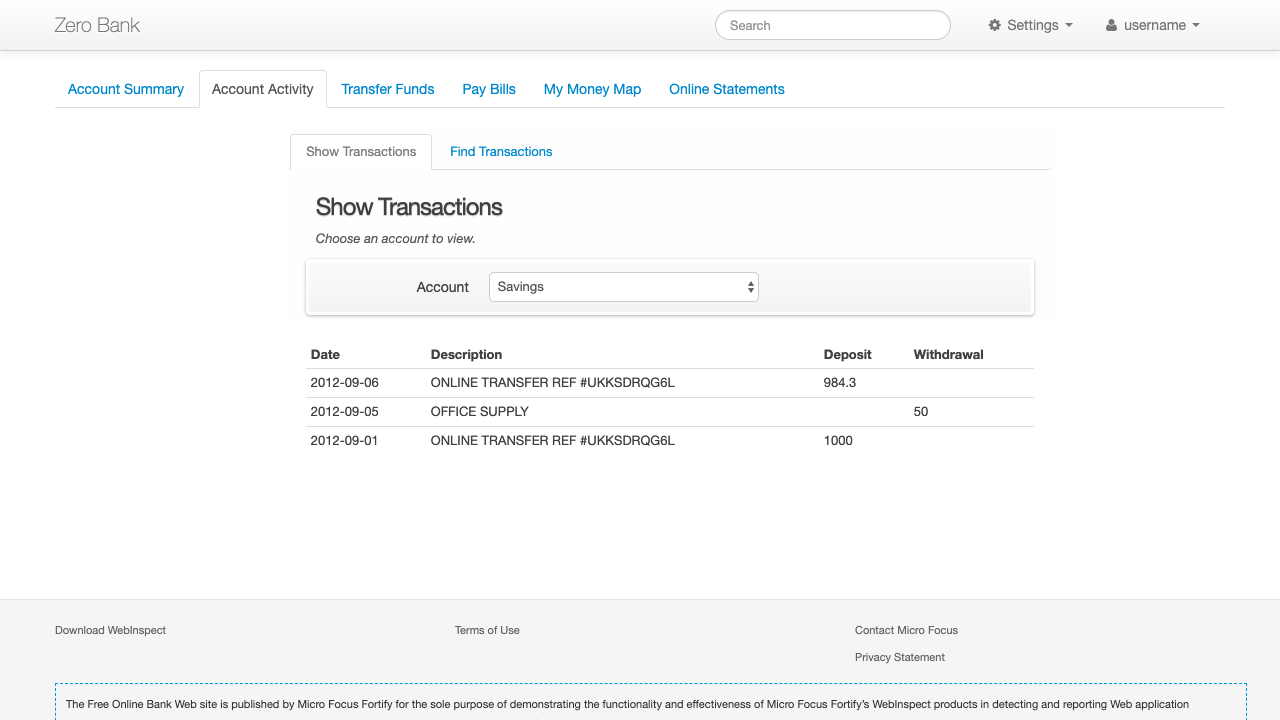 Zero Bank
Search
Settings
username
Account Summary
Account Activity
Transfer Funds
Pay Bills
My Money Map
Online Statements
Show Transactions
Find Transactions
Show Transactions
Choose an account to view.
Account
Savings
Date Description Deposit Withdrawal
2012-09-06 ONLINE TRANSFER REF #UKKSDRQG6L 984.3
2012-09-05 OFFICE SUPPLY 50
2012-09-01 ONLINE TRANSFER REF #UKKSDRQG6L 1000
Download WebInspect
Terms of Use
Contact Micro Focus
Privacy Statement
The Free Online Bank Web site is published by Micro Focus Fortify for the sole purpose of demonstrating the functionality and effectiveness of Micro Focus Fortify's WebInspect products in detecting and reporting Web application